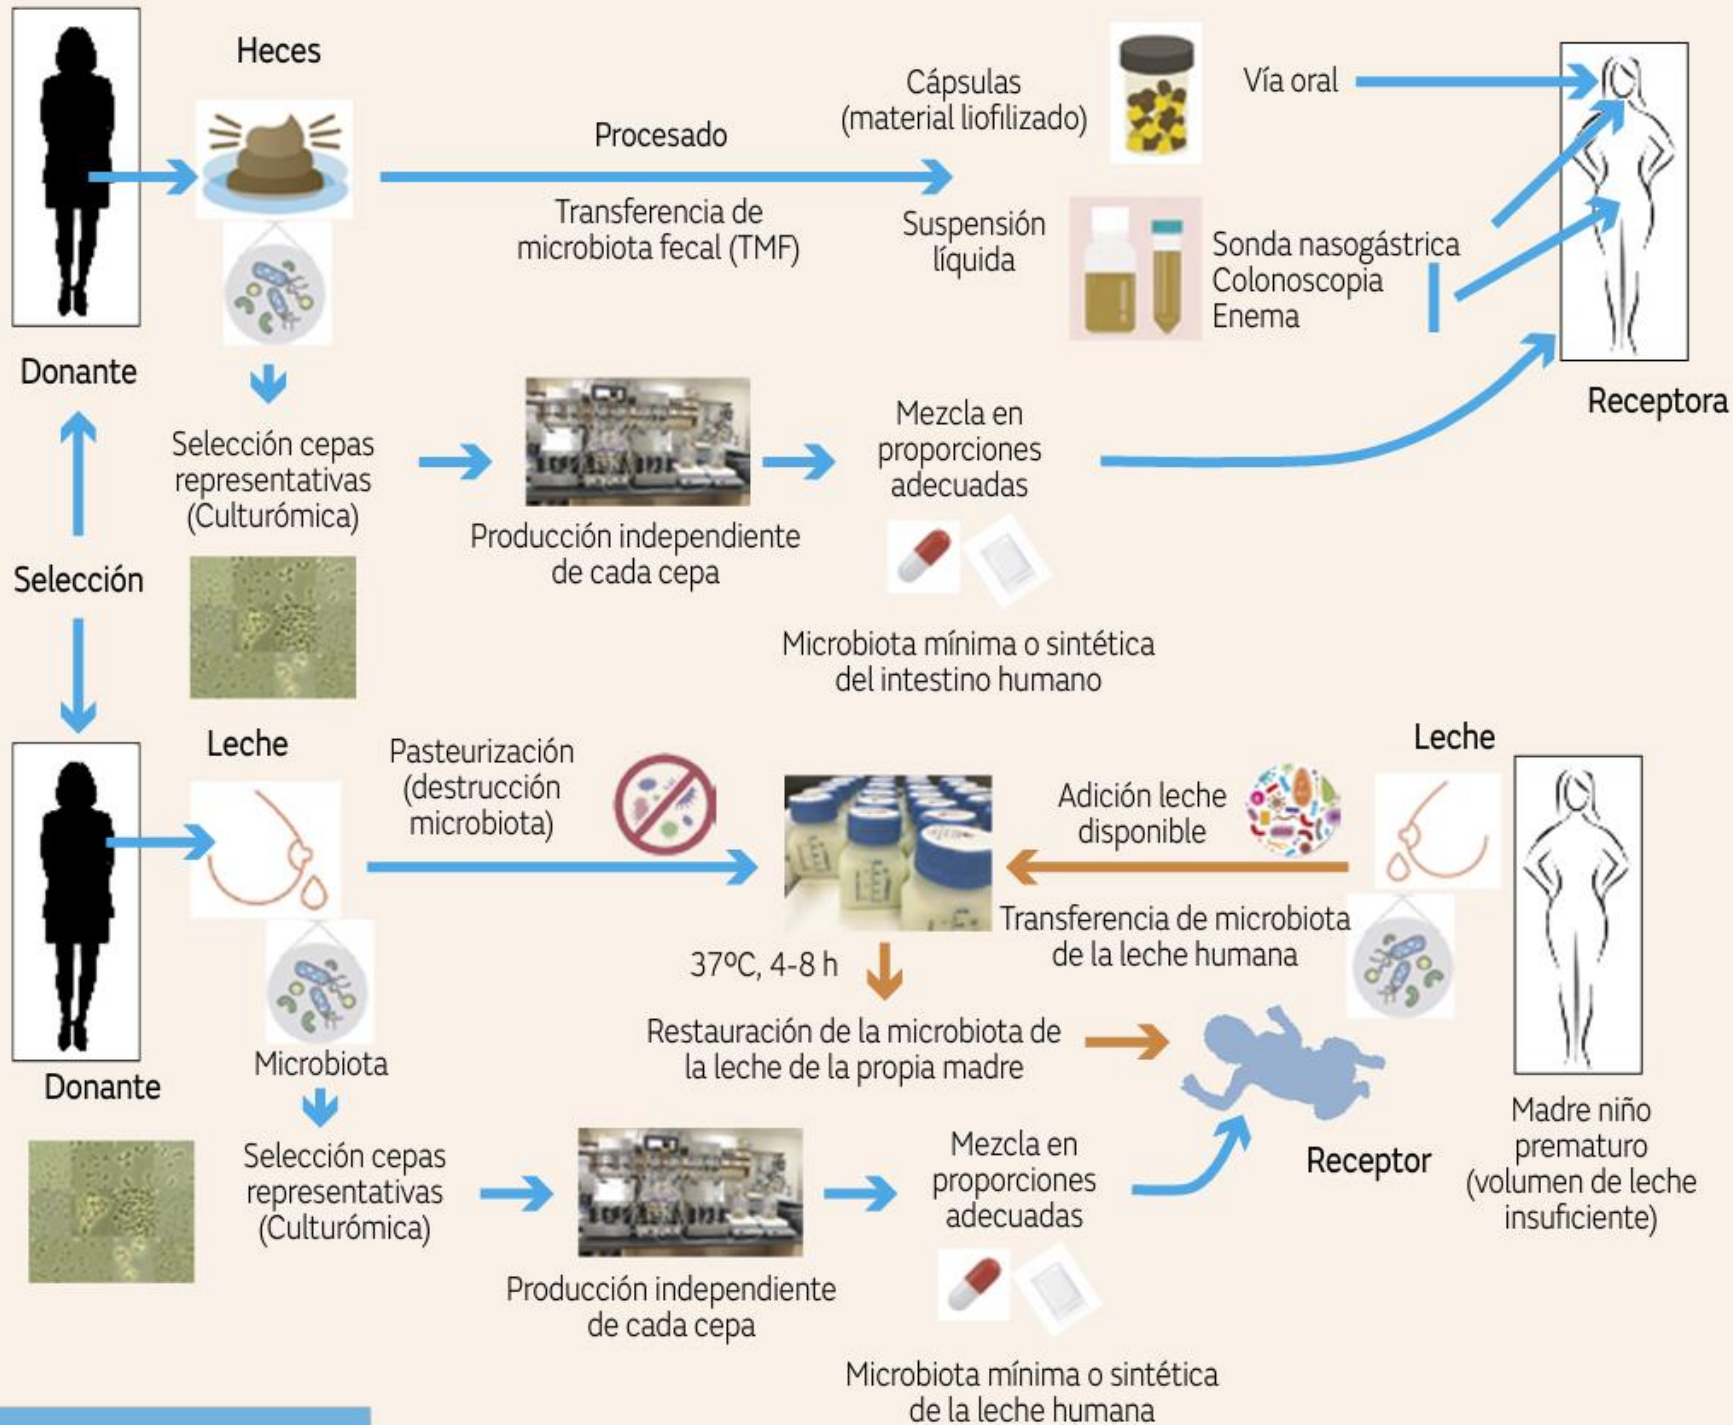 Heces
Procesado
Transferencia de
microbiota fecal (TMF)
Cápsulas
(material liofilizado)
Vía oral
Suspensión
líquida
Sonda nasogástrica
Colonoscopia
Enema
Donante
Receptora
Selección cepas
representativas
(Culturómica)
Producción independiente
de cada cepa
Mezcla en
proporciones
adecuadas
Microbiota mínima o sintética
del intestino humano
Selección
Leche
Pasteurización
(destrucción
microbiota)
Adición leche
disponible
Leche
Transferencia de microbiota
de la leche humana
37ºC, 4-8 h
Restauración de la microbiota de
la leche de la propia madre
Microbiota
Donante
Receptor
Madre niño
prematuro
(volumen de leche
insuficiente)
Selección cepas
representativas
(Culturómica)
Producción independiente
de cada cepa
Mezcla en
proporciones
adecuadas
Microbiota mínima o sintética
de la leche humana